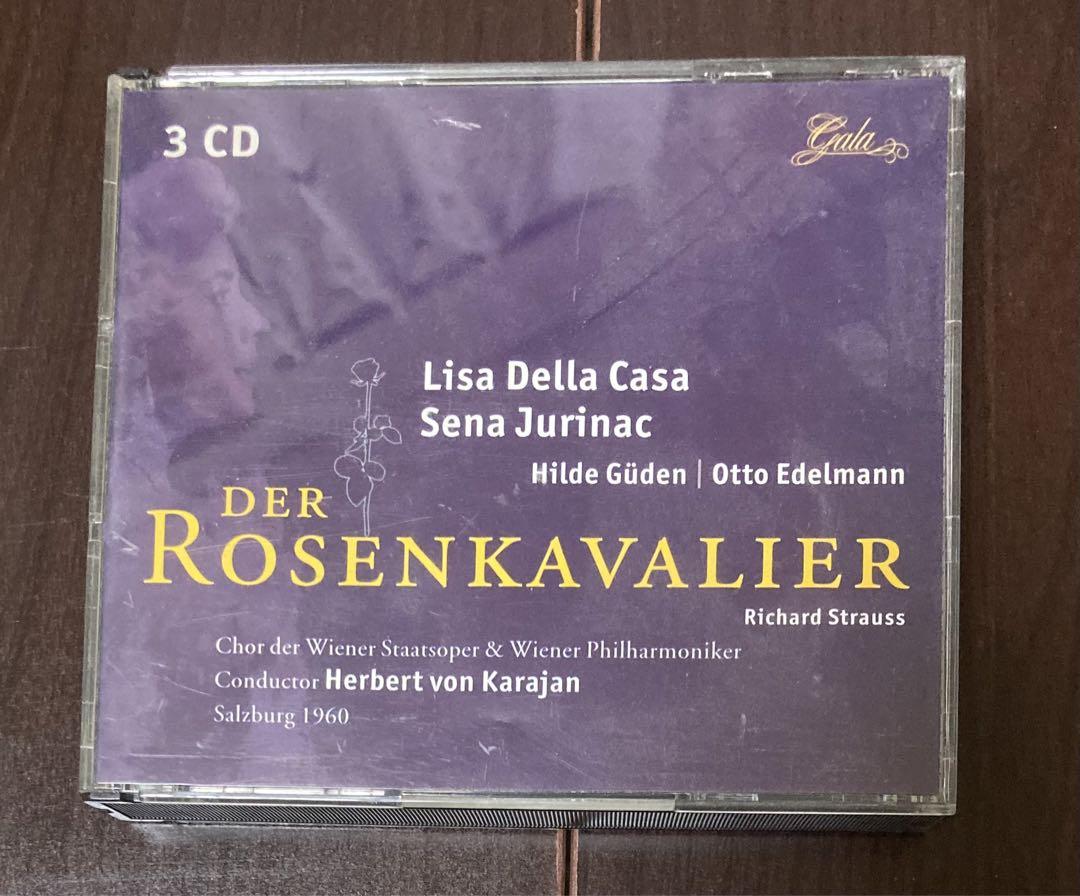 3 CD
Gala
Lisa Della Casa
Sena Jurinac
Hilde Güden | Otto Edelmann
DER
ROSENKAVALIER
Richard Strauss
Chor der Wiener Staatsoper & Wiener Philharmoniker
Conductor Herbert von Karajan
Salzburg 1960